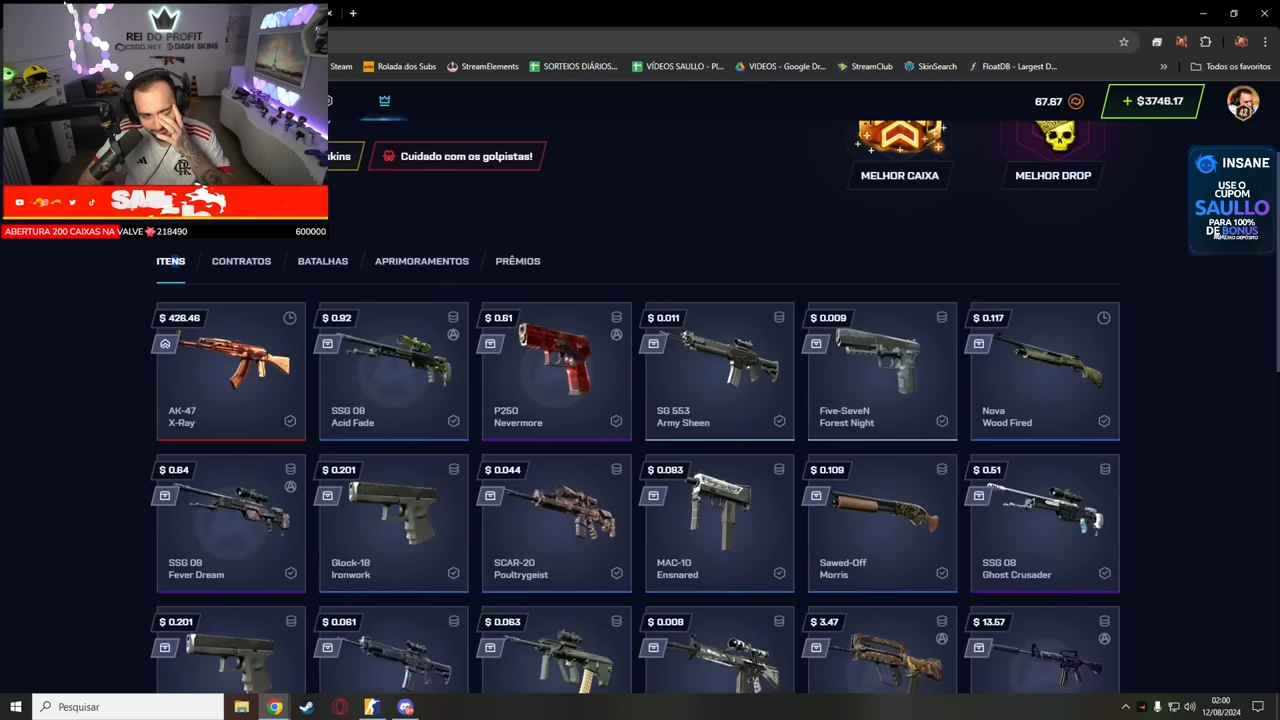 REI DO PROFIT
CSGO.NET DASH SKINS
ABERTURA 200 CAIXAS NA VALVE 218490
600000
Steam
Rolada dos Subs
StreamElements
SORTEIOS DIÁRIOS...
VÍDEOS SAULLO - Pl...
VIDEOS - Google Dr...
StreamClub
SkinSearch
FloatDB - Largest D...
»
Todos os favoritos
67.67
+ $3746.17
42
kins
Cuidado com os golpistas!
MELHOR CAIXA
MELHOR DROP
INSANE
USE O
CUPOM
SAULLO
PARA 100%
DE BONUS
PRIMEIRO DEPÓSITO
ITENS
CONTRATOS
BATALHAS
APRIMORAMENTOS
PRÊMIOS
$ 426.46
AK-47
X-Ray
$ 0.92
SSG 08
Acid Fade
$ 0.61
P250
Nevermore
$ 0.011
SG 553
Army Sheen
$ 0.009
Five-SeveN
Forest Night
$ 0.117
Nova
Wood Fired
$ 0.64
SSG 08
Fever Dream
$ 0.201
Glock-18
Ironwork
$ 0.044
SCAR-20
Poultrygeist
$ 0.083
MAC-10
Ensnared
$ 0.109
Sawed-Off
Morris
$ 0.51
SSG 08
Ghost Crusader
$ 0.201
$ 0.061
$ 0.063
$ 0.008
$ 3.47
$ 13.57
Pesquisar
02:00
12/08/2024